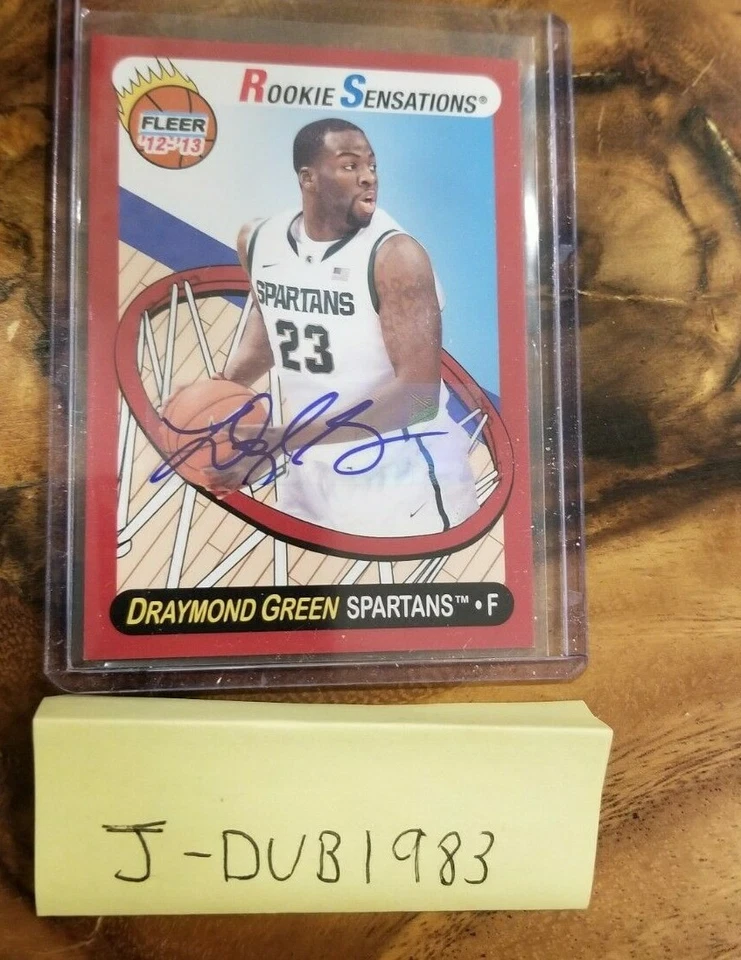 ROOKIE SENSATIONS®
FLEER
'12-'13
SPARTANS
23
DRAYMOND GREEN SPARTANS™ • F
J-DUB1983